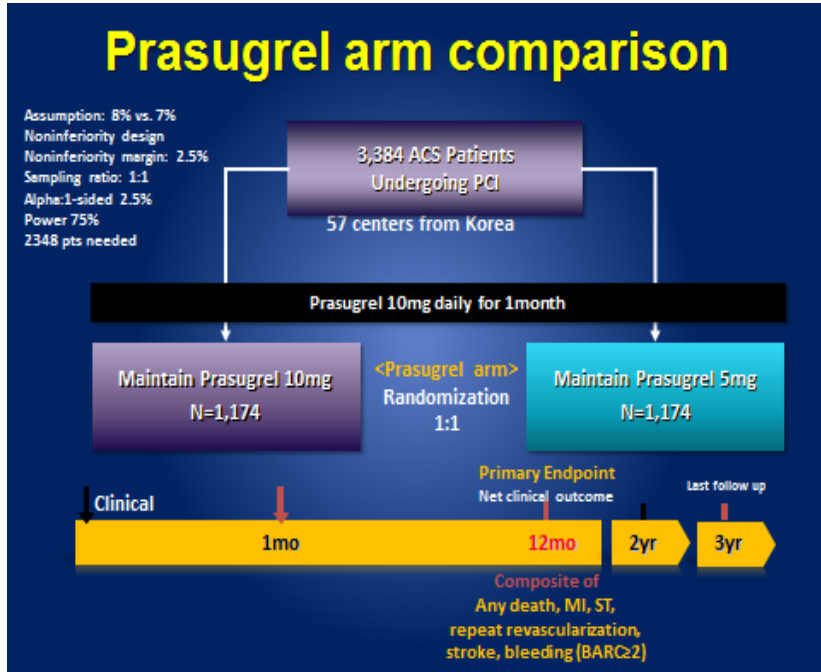 Prasugrel arm comparison
Assumption: 8% vs. 7%
Noninferiority design
Noninferiority margin: 2.5%
Sampling ratio: 1:1
Alpha:1-sided 2.5%
Power 75%
2348 pts needed
3,384 ACS Patients
Undergoing PCI
57 centers from Korea
Prasugrel 10mg daily for 1month
Maintain Prasugrel 10mg
N=1,174
<Prasugrel arm>
Randomization
1:1
Maintain Prasugrel 5mg
N=1,174
Clinical
Primary Endpoint
Net clinical outcome
Last follow up
1mo
12mo
2yr
3yr
Composite of
Any death, MI, ST,
repeat revascularization,
stroke, bleeding (BARC≥2)